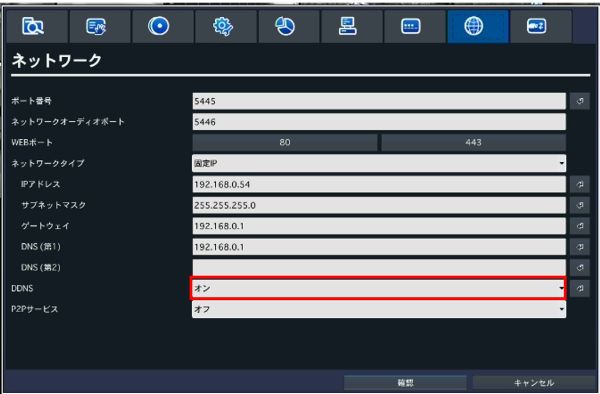 ネットワーク
ポート番号 5445
ネットワークオーディオポート 5446
WEBポート 80 443
ネットワークタイプ 固定IP
IPアドレス 192.168.0.54
サブネットマスク 255.255.255.0
ゲートウェイ 192.168.0.1
DNS (第1) 192.168.0.1
DNS (第2)
DDNS オン
P2Pサービス オフ
確認 キャンセル